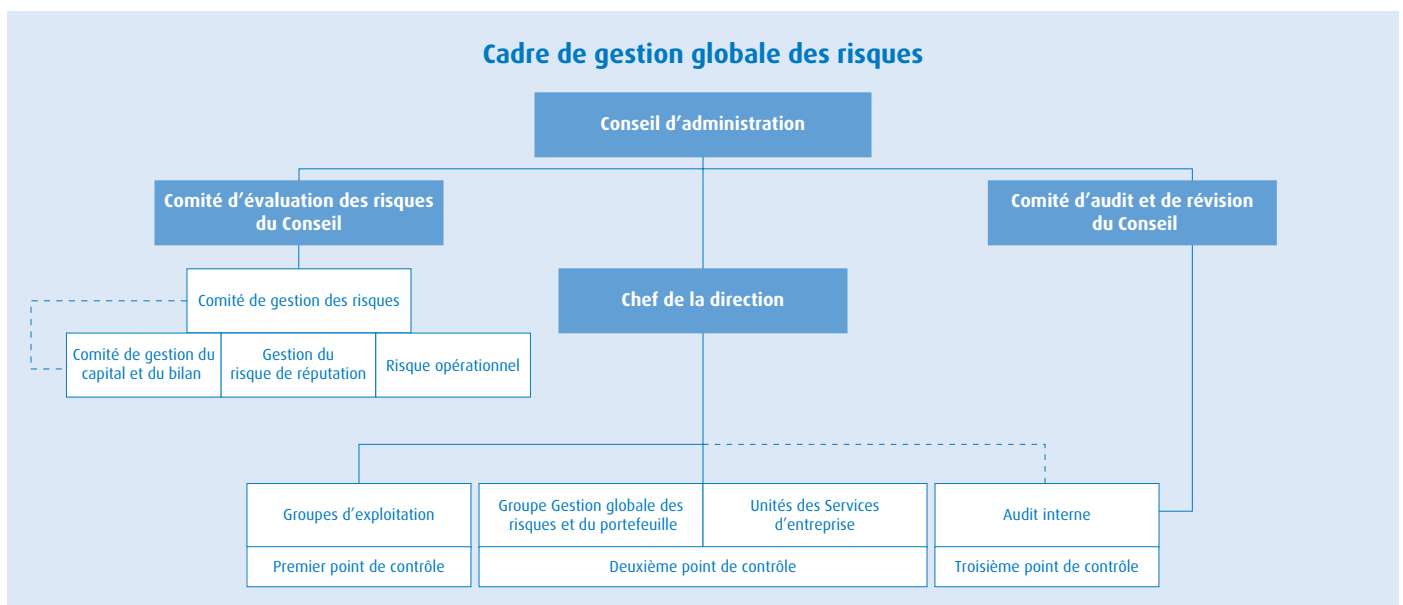 Cadre de gestion globale des risques
Conseil d’administration
Comité d’évaluation des risques
du Conseil
Comité d’audit et de révision
du Conseil
Comité de gestion des risques
Chef de la direction
Comité de gestion du
capital et du bilan
Gestion du
risque de réputation
Risque opérationnel
Groupes d’exploitation
Groupe Gestion globale des
risques et du portefeuille
Unités des Services
d’entreprise
Audit interne
Premier point de contrôle
Deuxième point de contrôle
Troisième point de contrôle